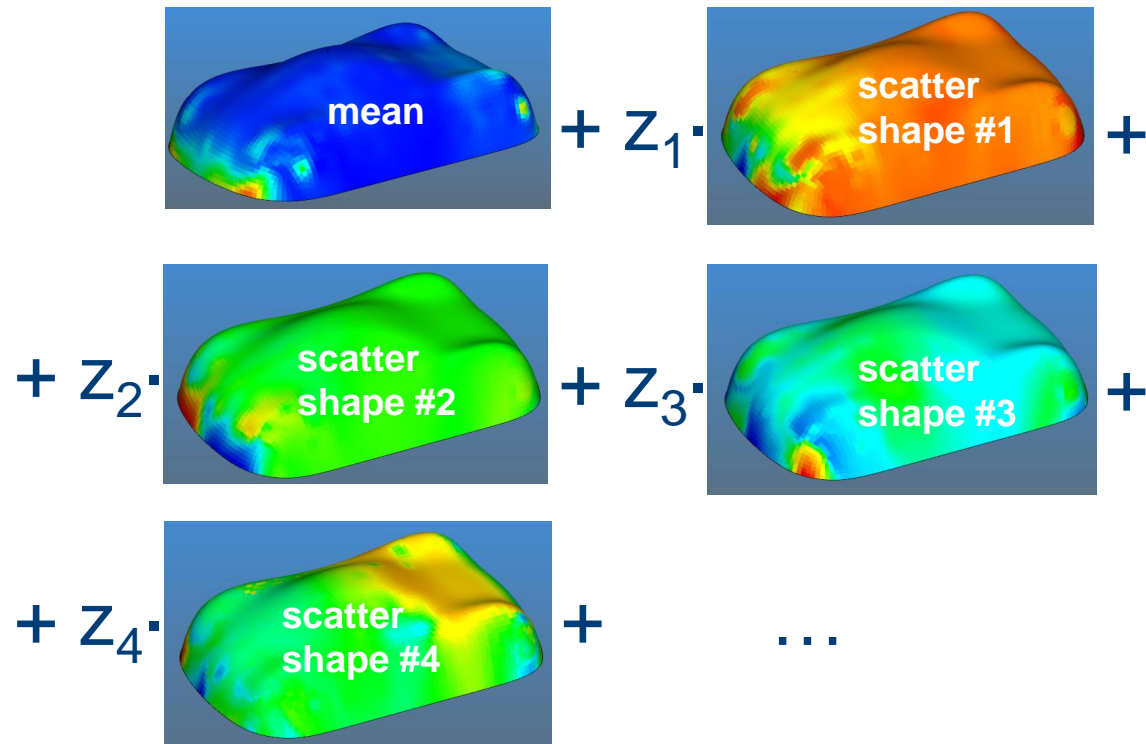 mean + z₁· scatter shape #1 +
+ z₂· scatter shape #2 + z₃· scatter shape #3 +
+ z₄· scatter shape #4 + ...